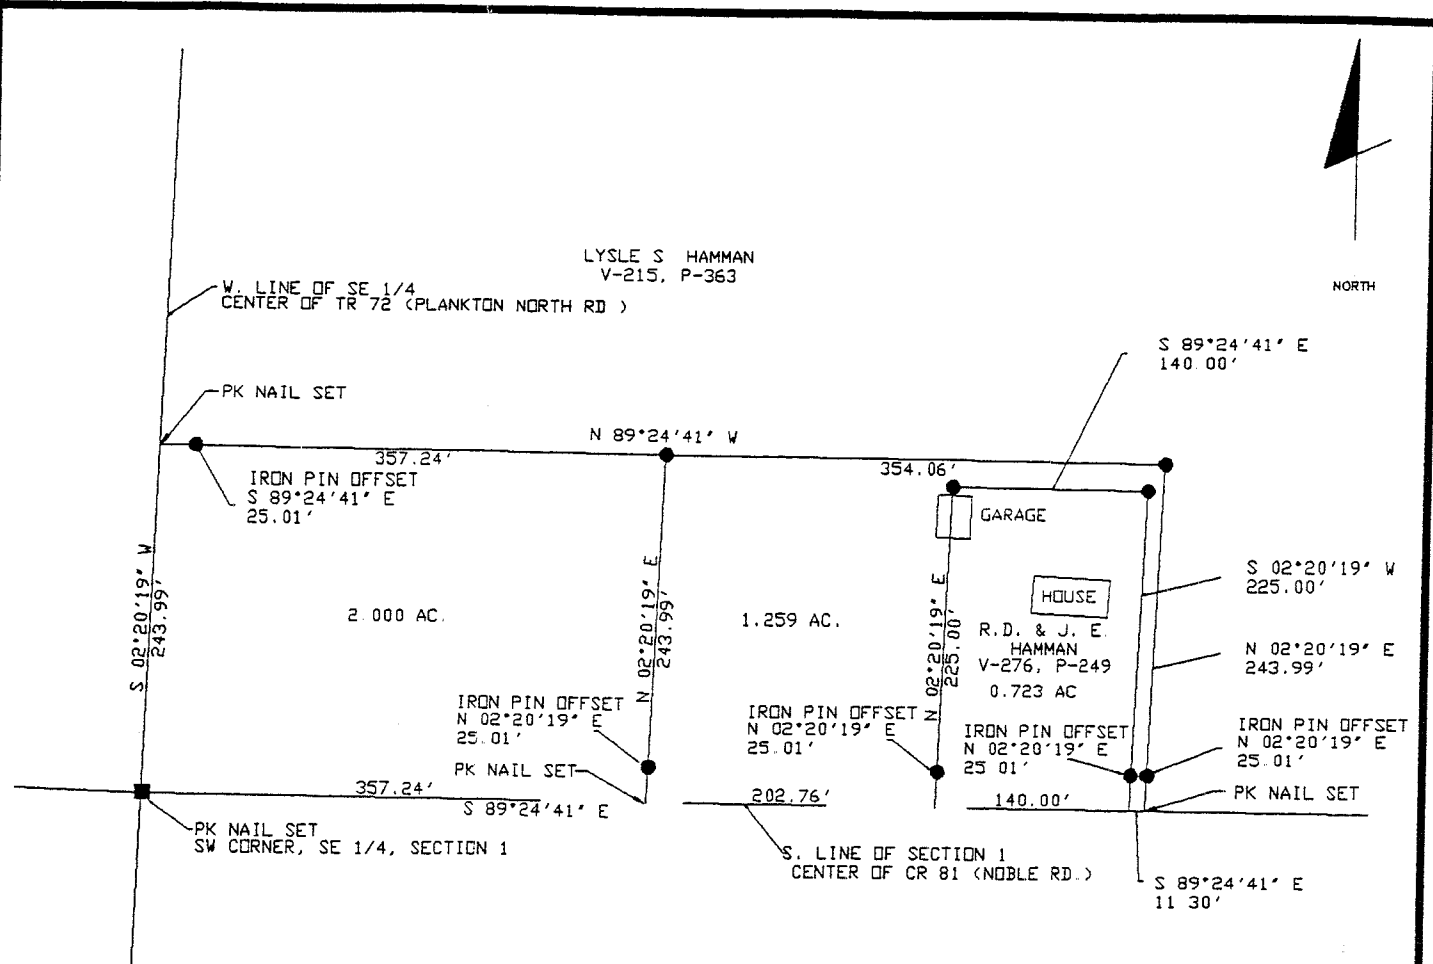 LYSLE S HAMMAN
V-215, P-363
W. LINE OF SE 1/4
CENTER OF TR 72 (PLANKTON NORTH RD )
NORTH
S 89°24'41" E
140.00'
PK NAIL SET
N 89°24'41" W
357.24'
354.06'
IRON PIN OFFSET
S 89°24'41" E
25.01'
GARAGE
S 02°20'19" W
243.99'
2.000 AC.
N 02°20'19" E
243.99'
1.259 AC.
N 02°20'19" E
225.00'
HOUSE
R.D. & J. E.
HAMMAN
V-276, P-249
0.723 AC
S 02°20'19" W
225.00'
N 02°20'19" E
243.99'
IRON PIN OFFSET
N 02°20'19" E
25.01'
PK NAIL SET
IRON PIN OFFSET
N 02°20'19" E
25.01'
IRON PIN OFFSET
N 02°20'19" E
25 01'
IRON PIN OFFSET
N 02°20'19" E
25.01'
PK NAIL SET
357.24'
S 89°24'41" E
202.76'
140.00'
PK NAIL SET
SW CORNER, SE 1/4, SECTION 1
S. LINE OF SECTION 1
CENTER OF CR 81 (NOBLE RD.)
S 89°24'41" E
11 30'